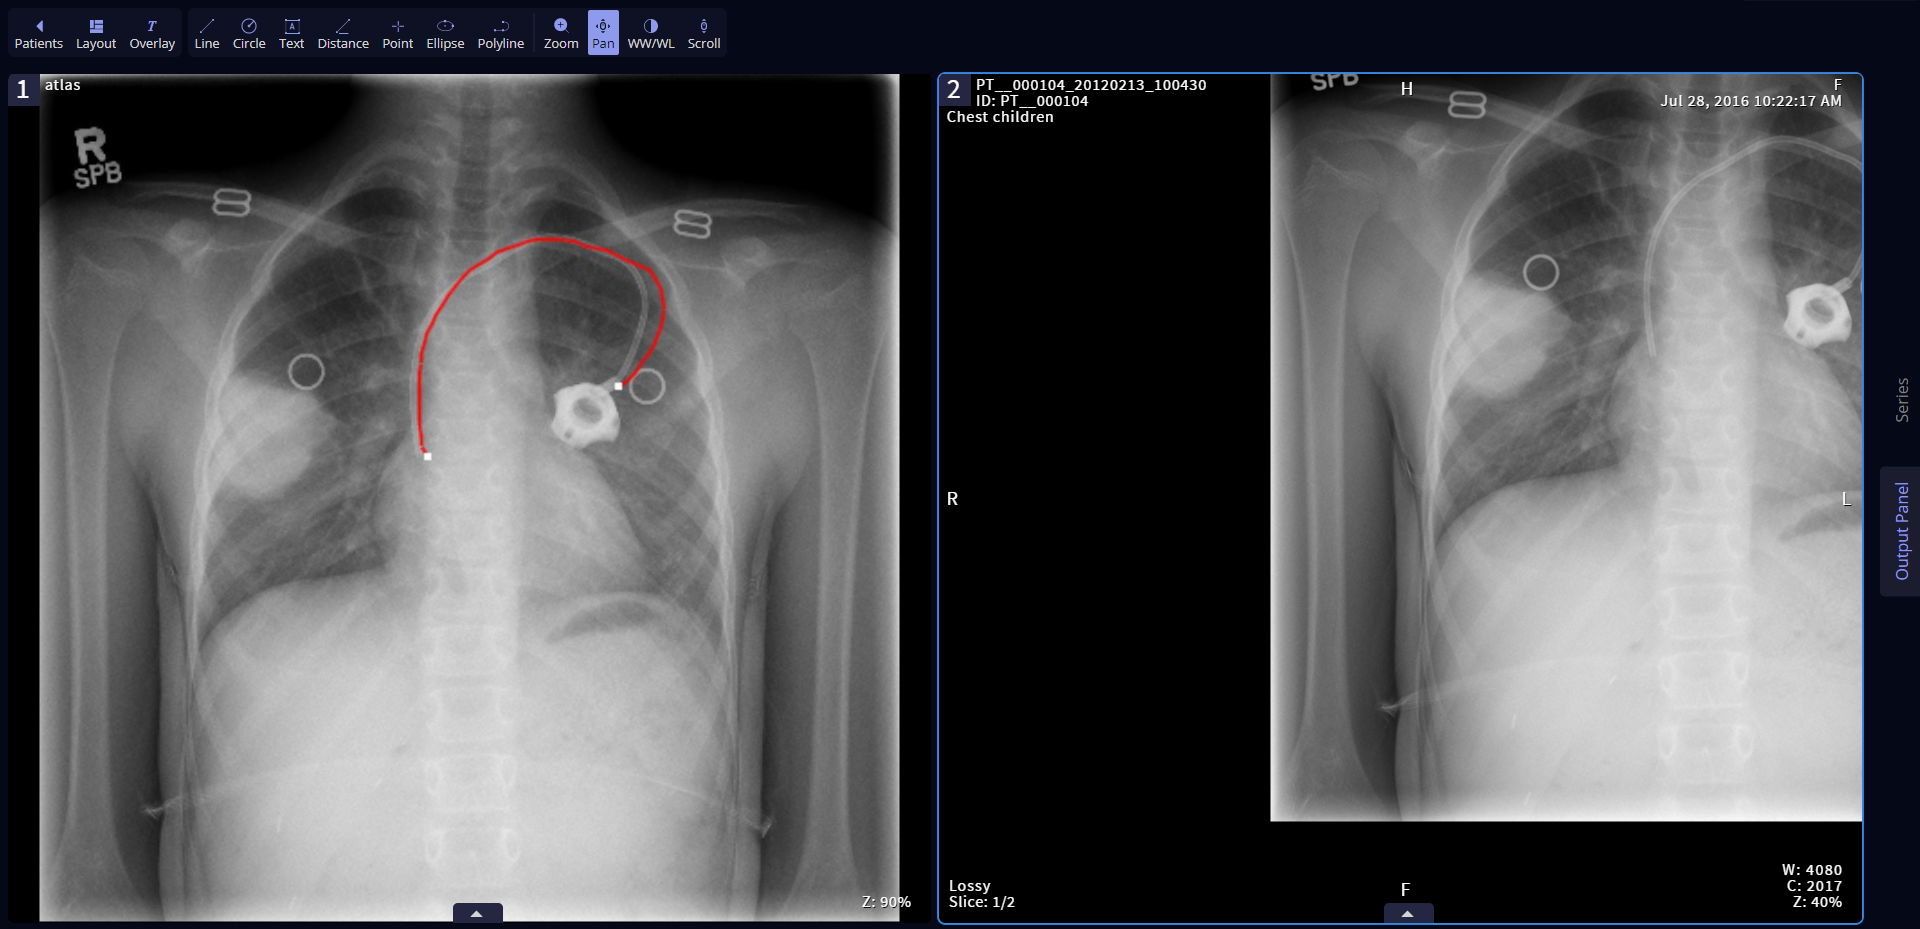 Patients Layout Overlay Line Circle Text Distance Point Ellipse Polyline Zoom Pan WW/WL Scroll
1 atlas
R
SPB
Z: 90%
2 PT__000104_20120213_100430
ID: PT__000104
Chest children
SPB
H
F
Jul 28, 2016 10:22:17 AM
R
L
Lossy
Slice: 1/2
F
W: 4080
C: 2017
Z: 40%
Series
Output Panel